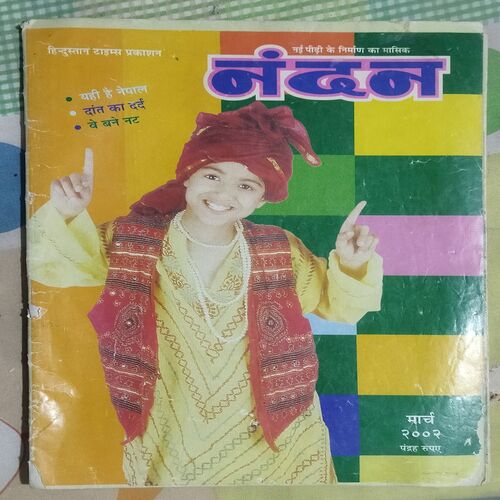 हिन्दुस्तान टाइम्स प्रकाशन
नई पीढ़ी के निर्माण का मासिक
नंदन
यही है नेपाल
दांत का दर्द
वे बने नट
मार्च
२००२
पंद्रह रुपए